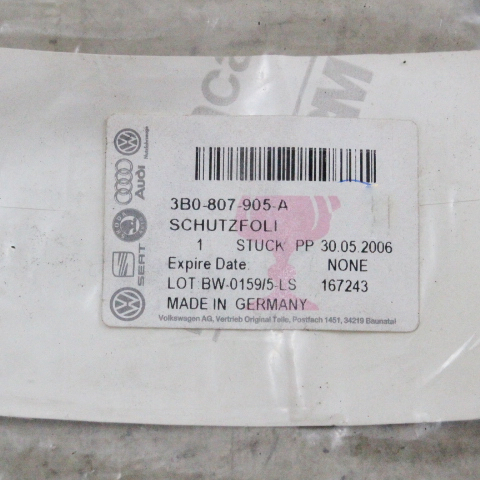 3B0-807-905-A
SCHUTZFOLI
1 STUCK PP 30.05.2006
Expire Date: NONE
LOT BW-0159/5-LS 167243
MADE IN GERMANY
Volkswagen AG, Vertrieb Original Teile, Postfach 1451, 34219 Baunatal
Audi
SEAT